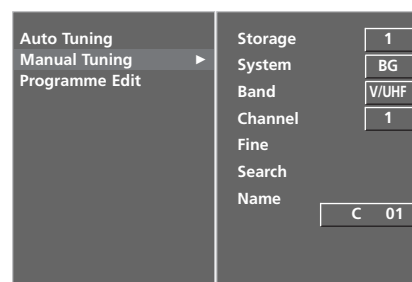 Auto Tuning
Manual Tuning ►
Programme Edit
Storage 1
System BG
Band V/UHF
Channel 1
Fine
Search
Name
C 01